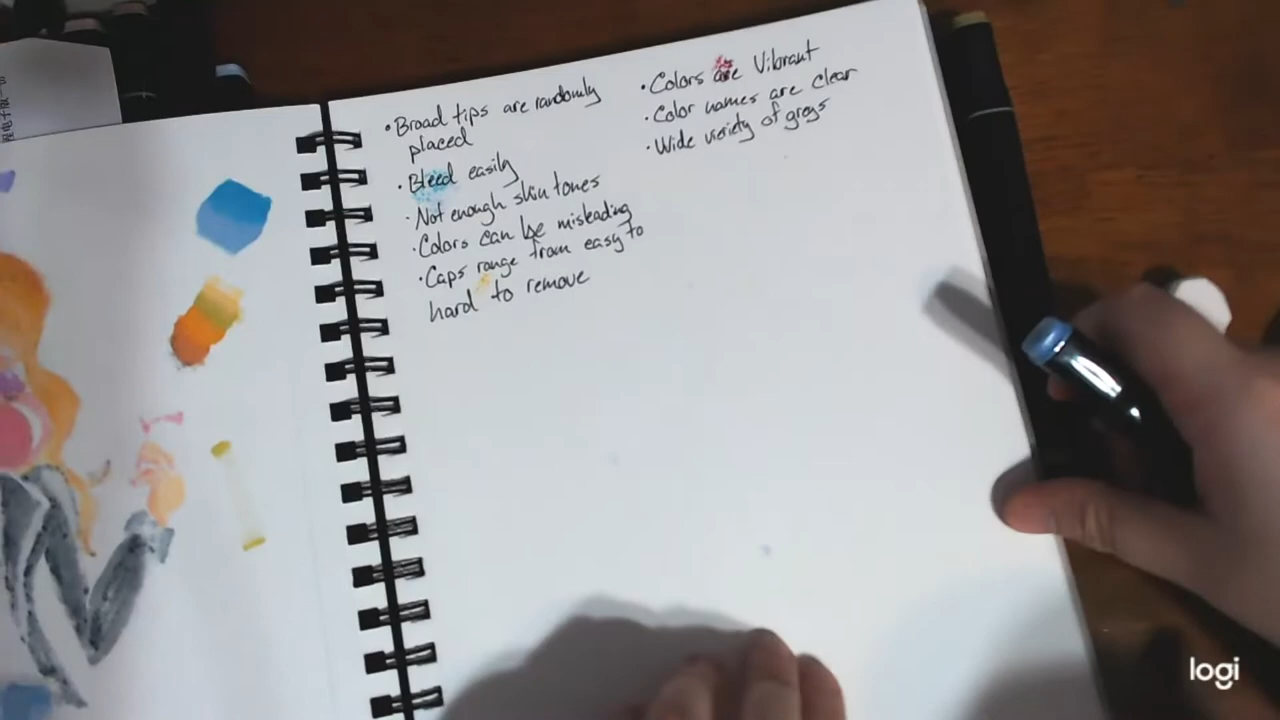 •Broad tips are randomly
placed
•Bleed easily
•Not enough skin tones
•Colors can be misleading
•Caps range from easy to
hard to remove
•Colors are Vibrant
•Color names are clear
•Wide variety of greys
logi